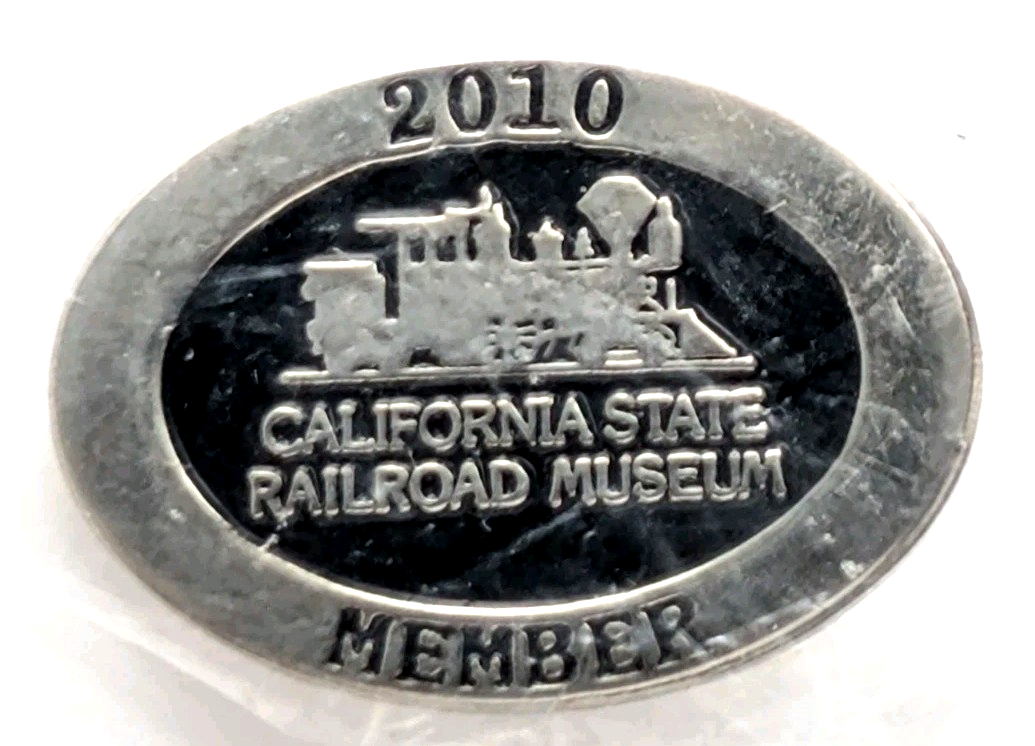 2010
CALIFORNIA STATE
RAILROAD MUSEUM
MEMBER